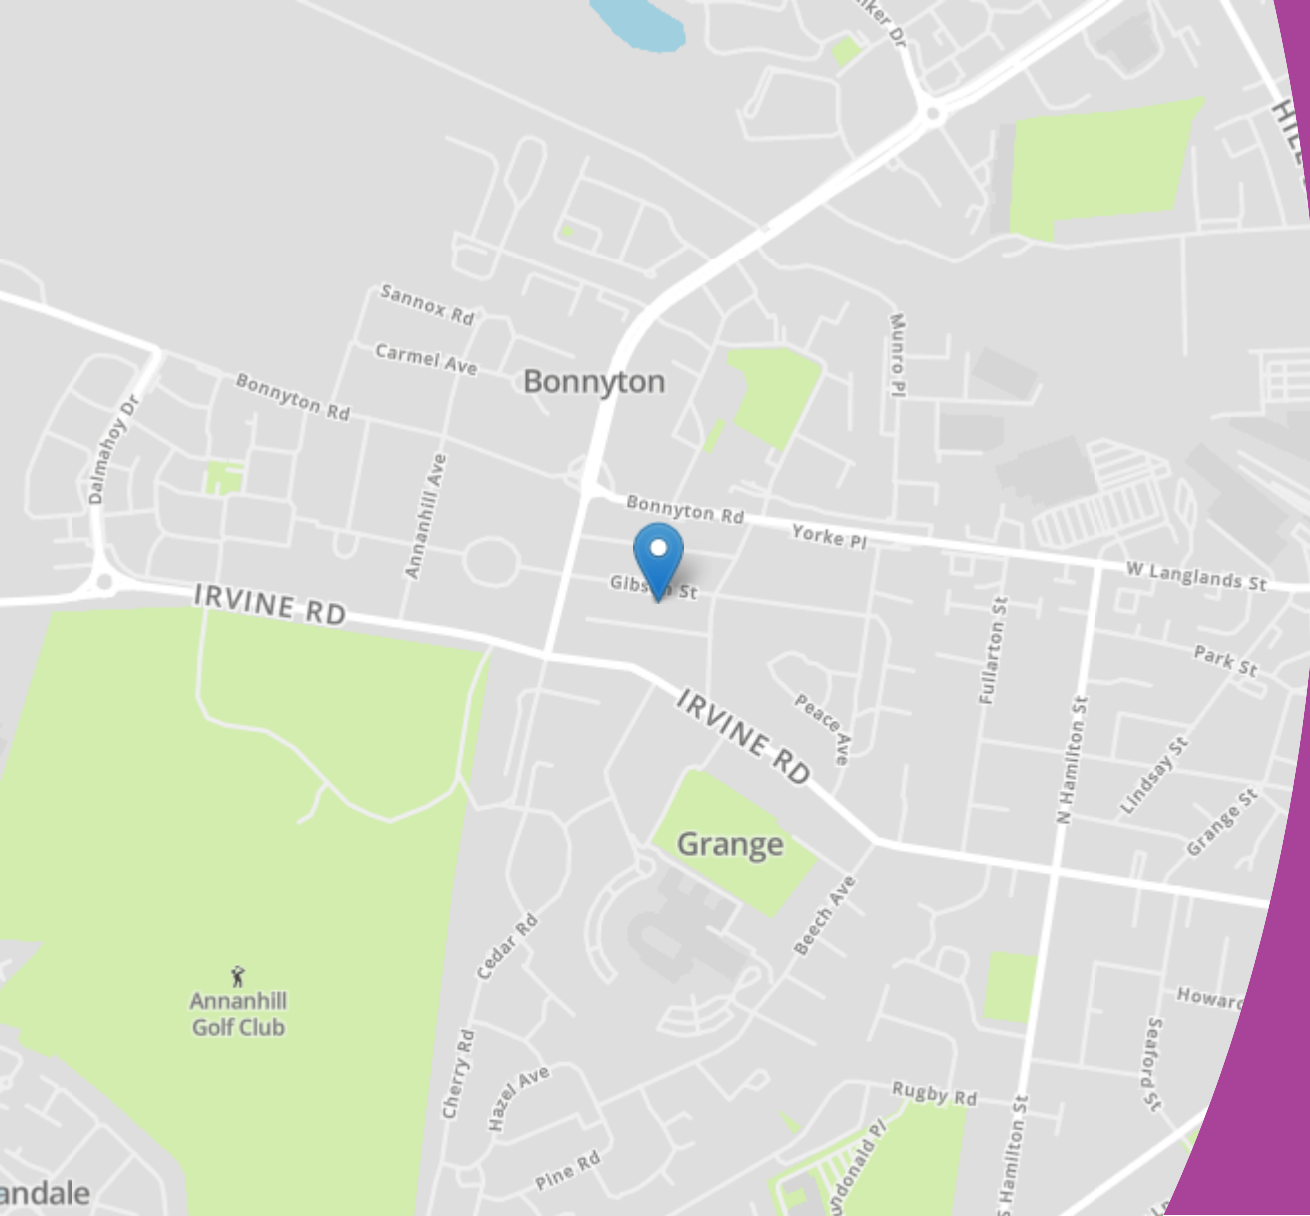 Sannox Rd
Carmel Ave
Bonnyton
Munro Pl
Bonnyton Rd
Dalmahoy Dr
Annanhill Ave
Bonnyton Rd
Yorke Pl
W Langlands St
IRVINE RD
Fullarton St
Park St
IRVINE RD
Peace Ave
N Hamilton St
Lindsay St
Grange St
Grange
Beech Ave
Cedar Rd
Annanhill
Golf Club
Seaford St
Cherry Rd
Hazel Ave
Rugby Rd
Pine Rd
S Hamilton St